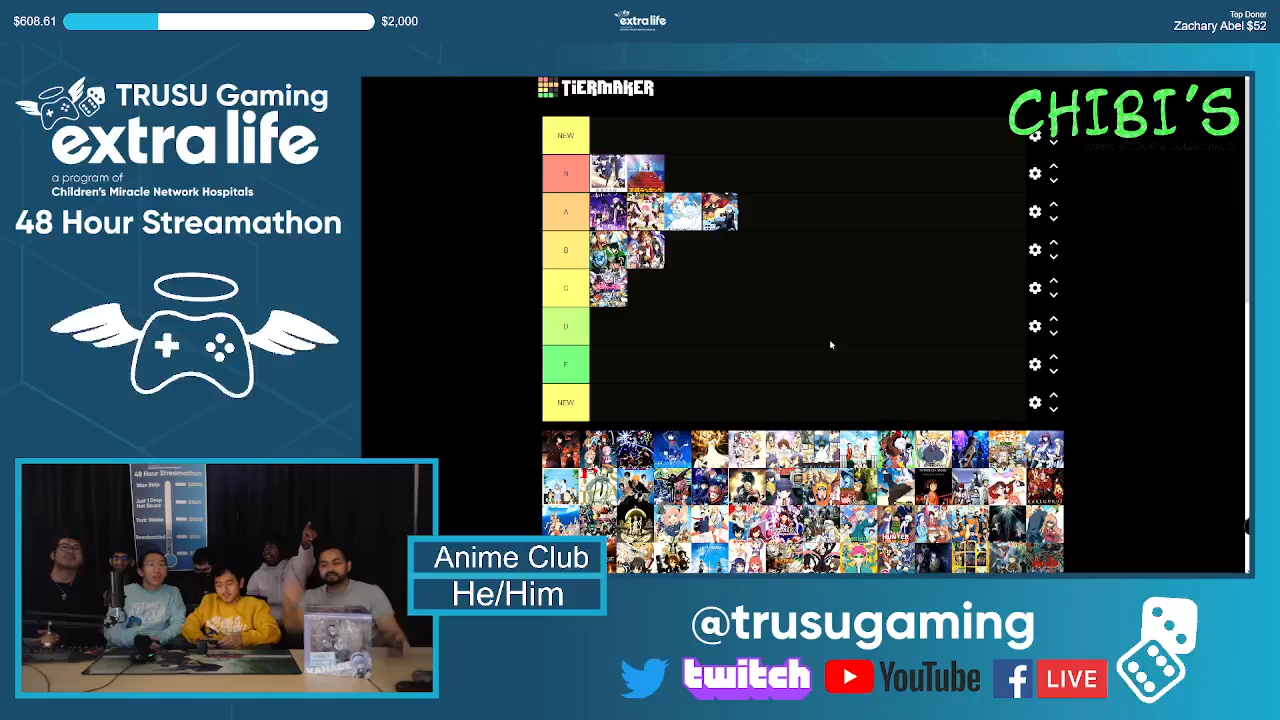 $608.61
$2,000
extra life
Top Donor
Zachary Abel $52
TRUSU Gaming
extra life
a program of
Children's Miracle Network Hospitals
48 Hour Streamathon
TiERMAKER
CHIBI'S
NEW
S
A
B
C
D
F
NEW
HUNTER
48 Hour Streamathon
KANADE
Anime Club
He/Him
@trusugaming
twitch
YouTube
f LIVE